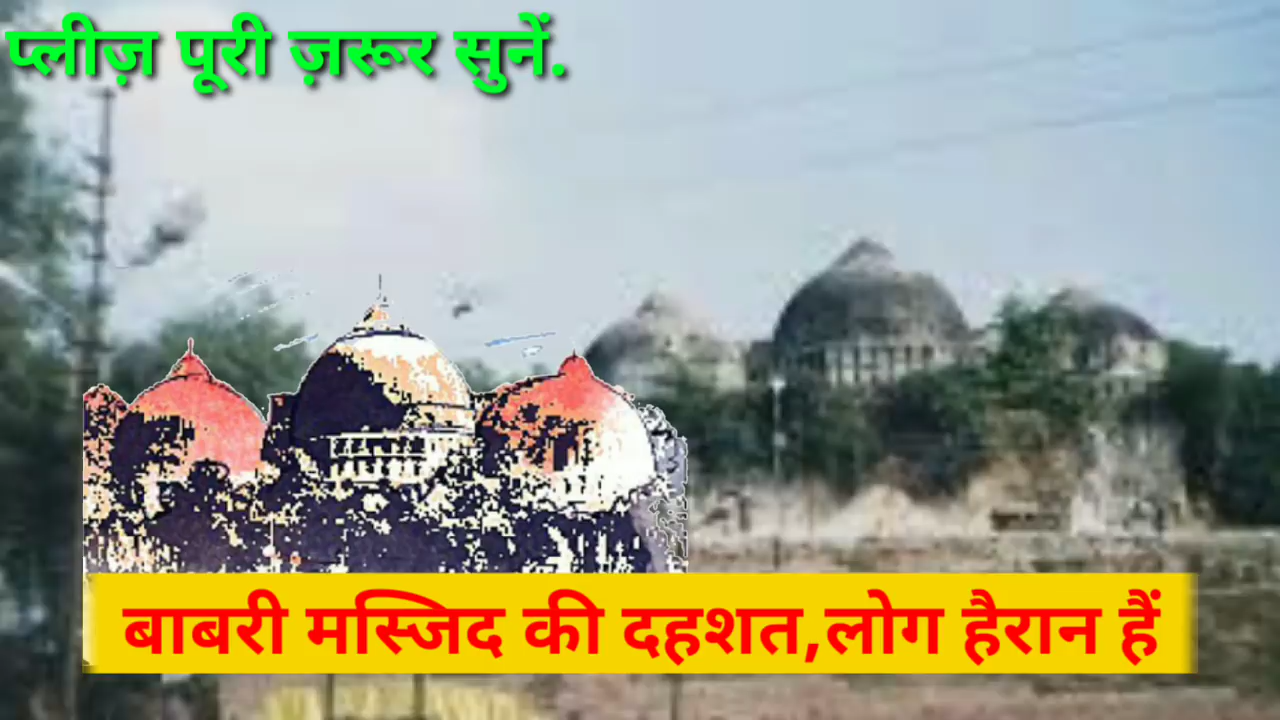 प्लीज़ पूरी ज़रूर सुनें.
बाबरी मस्जिद की दहशत,लोग हैरान हैं